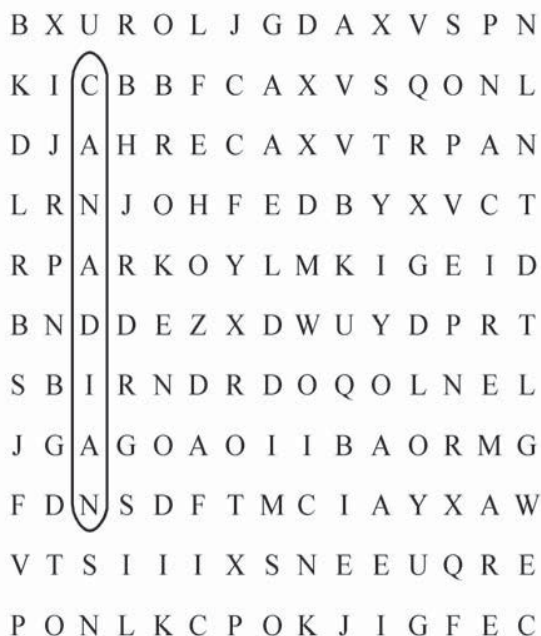 B X U R O L J G D A X V S P N
K I C B B F C A X V S Q O N L
D J A H R E C A X V T R P A N
L R N J O H F E D B Y X V C T
R P A R K O Y L M K I G E I D
B N D D E Z X D W U Y D P R T
S B I R N D R D O Q O L N E L
J G A G O A O I I B A O R M G
F D N S D F T M C I A Y X A W
V T S I I I X S N E E U Q R E
P O N L K C P O K J I G F E C